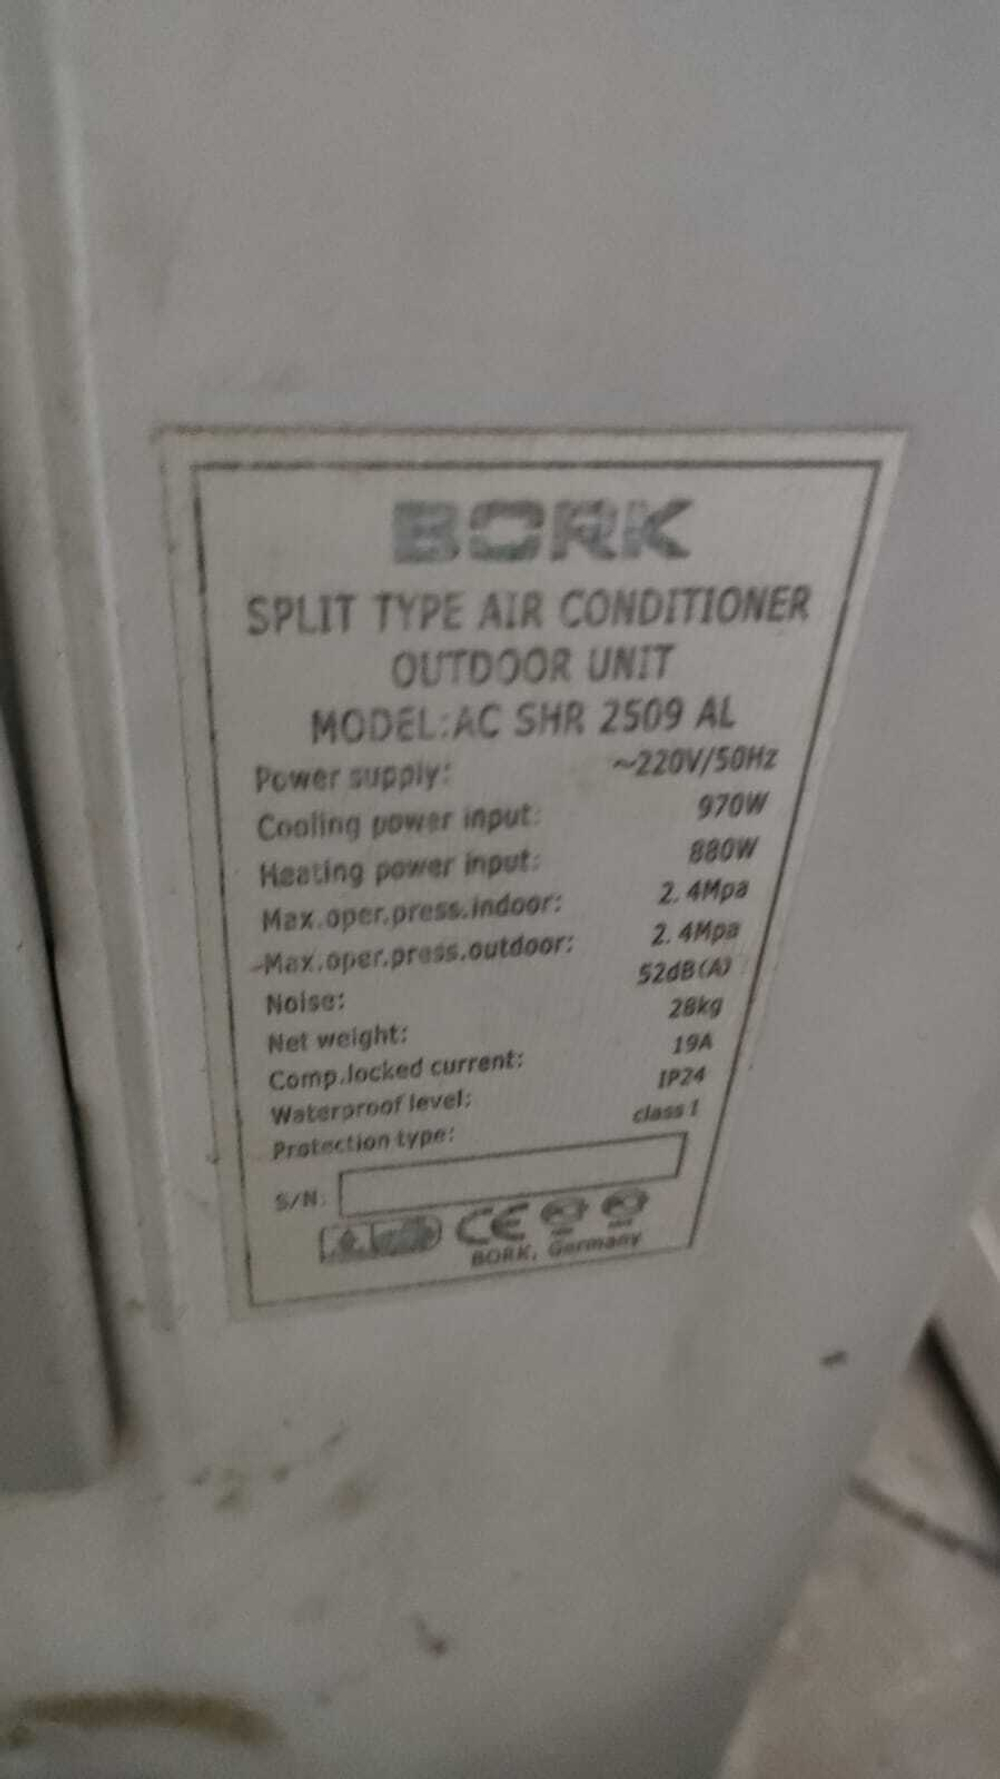 BORK
SPLIT TYPE AIR CONDITIONER
OUTDOOR UNIT
MODEL:AC SHR 2509 AL
Power supply: ~220V/50Hz
Cooling power input: 970W
Heating power input: 880W
Max.oper.press.indoor: 2.4Mpa
Max.oper.press.outdoor: 2.4Mpa
Noise: 52dB(A)
Net weight: 28kg
Comp.locked current: 19A
Waterproof level: IP24
Protection type: class I
S/N:
CE
BORK, Germany